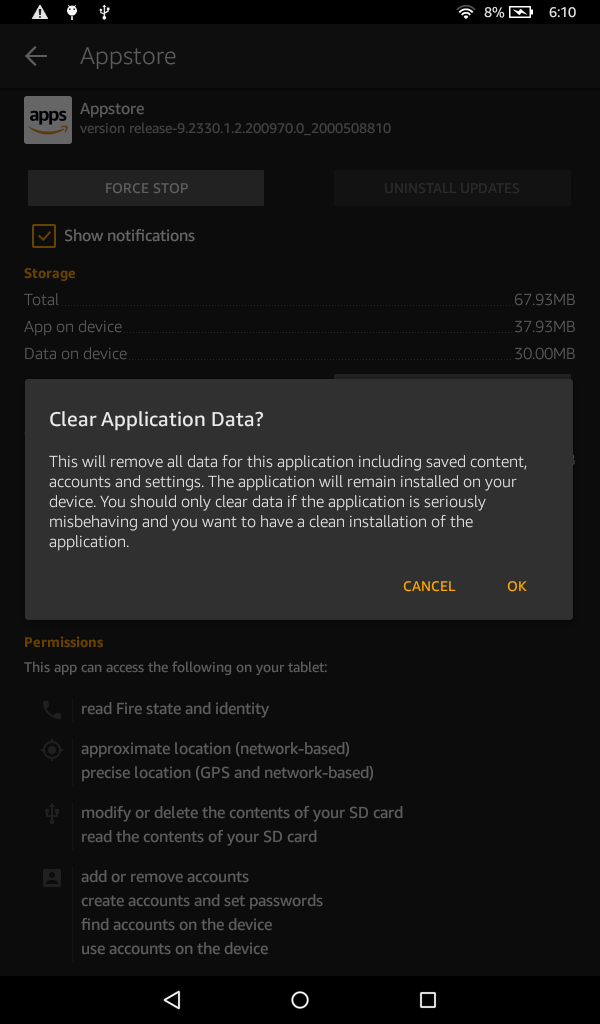 8% 6:10
Appstore
apps
Appstore
version release-9.2330.1.2.200970.0_2000508810
FORCE STOP
UNINSTALL UPDATES
Show notifications
Storage
Total 67.93MB
App on device 37.93MB
Data on device 30.00MB
Clear Application Data?
This will remove all data for this application including saved content,
accounts and settings. The application will remain installed on your
device. You should only clear data if the application is seriously
misbehaving and you want to have a clean installation of the
application.
CANCEL OK
Permissions
This app can access the following on your tablet:
read Fire state and identity
approximate location (network-based)
precise location (GPS and network-based)
modify or delete the contents of your SD card
read the contents of your SD card
add or remove accounts
create accounts and set passwords
find accounts on the device
use accounts on the device